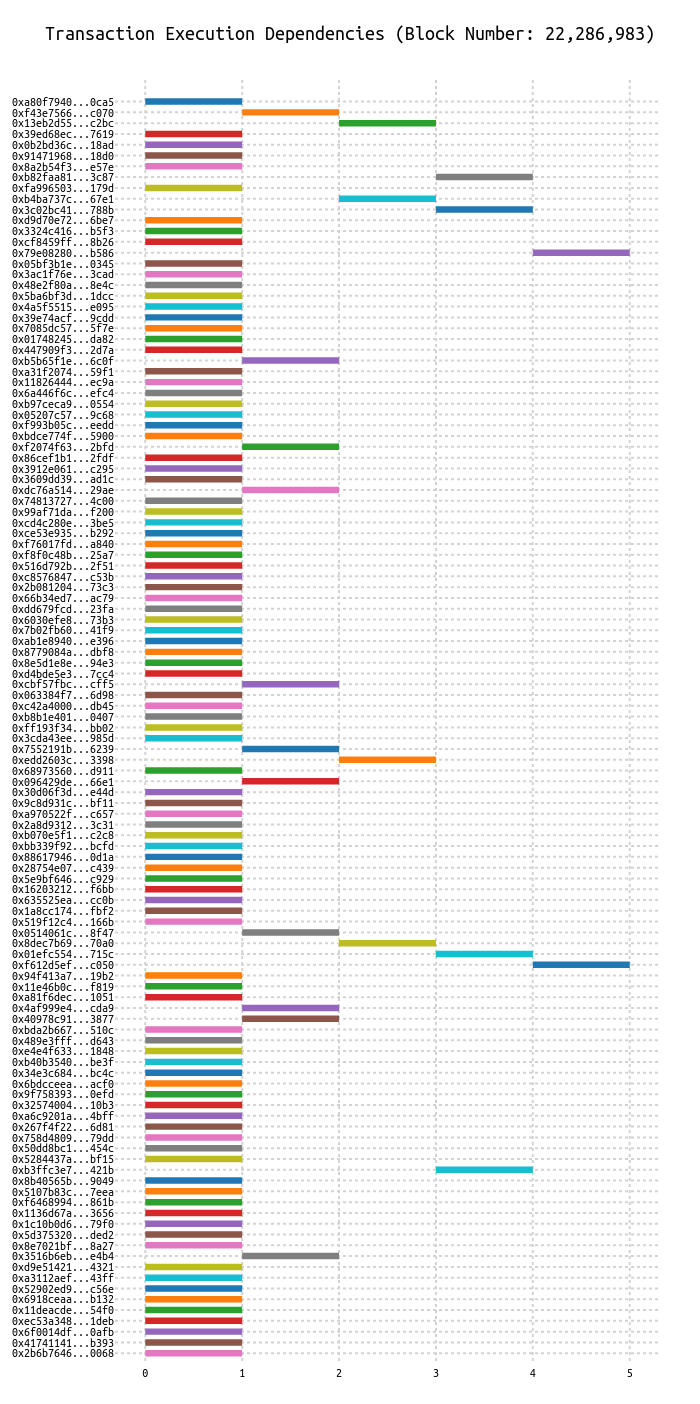 Transaction Execution Dependencies (Block Number: 22,286,983)
0xa80f7940...0ca5
0xf43e7566...c070
0x13eb2d55...c2bc
0x39ed68ec...7619
0x0b2bd36c...18ad
0x91471968...18d0
0x8a2b54f3...e57e
0xb82faa81...3c87
0xfa996503...179d
0xb4ba737c...67e1
0x3c02bc41...788b
0xd9d70e72...6be7
0x3324c416...b5f3
0xcf8459ff...8b26
0x79e08280...b586
0x05bf3b1e...0345
0x3ac1f76e...3cad
0x48e2f80a...8e4c
0x5ba6bf3d...1dcc
0x4a5f5515...e095
0x39e74acf...9cdd
0x7085dc57...5f7e
0x01748245...da82
0x447909f3...2d7a
0xb5b65f1e...6c0f
0xa31f2074...59f1
0x11826444...ec9a
0x6a446f6c...efc4
0xb97ceca9...0554
0x05207c57...9c68
0xf993b05c...eedd
0xbdce774f...5900
0xf2074f63...2bfd
0x86cef1b1...2fdf
0x3912e061...c295
0x3609dd39...ad1c
0xdc76a514...29ae
0x74813727...4c00
0x99af71da...f200
0xcd4c280e...3be5
0xce53e935...b292
0xf76017fd...a840
0xf8f0c48b...25a7
0x516d792b...2f51
0xc8576847...c53b
0x2b081204...73c3
0x66b34ed7...ac79
0xdd679fcd...23fa
0x6030efe8...73b3
0x7b02fb60...41f9
0xab1e8940...e396
0x8779084a...dbf8
0x8e5d1e8e...94e3
0xd4bde5e3...7cc4
0xcbf57fbc...cff5
0x063384f7...6d98
0xc42a4000...db45
0xb8b1e401...0407
0xff193f34...bb02
0x3cda43ee...985d
0x7552191b...6239
0xedd2603c...3398
0x68973560...d911
0x096429de...66e1
0x30d06f3d...e44d
0x9c8d931c...bf11
0xa970522f...c657
0x2a8d9312...3c31
0xb070e5f1...c2c8
0xbb339f92...bcfd
0x88617946...0d1a
0x28754e07...c439
0x5e9bf646...c929
0x16203212...f6bb
0x635525ea...cc0b
0x1a8cc174...fbf2
0x519f12c4...166b
0x0514061c...8f47
0x8dec7b69...70a0
0x01efc554...715c
0xf612d5ef...c050
0x94f413a7...19b2
0x11e46b0c...f819
0xa81f6dec...1051
0x4af999e4...cda9
0x40978c91...3877
0xbda2b667...510c
0x489e3fff...d643
0xe4e4f633...1848
0xb40b3540...be3f
0x34e3c684...bc4c
0x6bdcceea...acf0
0x9f758393...0efd
0x32574004...10b3
0xa6c9201a...4bff
0x267f4f22...6d81
0x758d4809...79dd
0x50dd8bc1...454c
0x5284437a...bf15
0xb3ffc3e7...421b
0x8b40565b...9049
0x5107b83c...7eea
0xf6468994...861b
0x1136d67a...3656
0x1c10b0d6...79f0
0x5d375320...ded2
0x8e7021bf...8a27
0x3516b6eb...e4b4
0xd9e51421...4321
0xa3112aef...43ff
0x52902ed9...c56e
0x6918ceaa...b132
0x11deacde...54f0
0xec53a348...1deb
0x6f0014df...0afb
0x41741141...b393
0x2b6b7646...0068
0 1 2 3 4 5